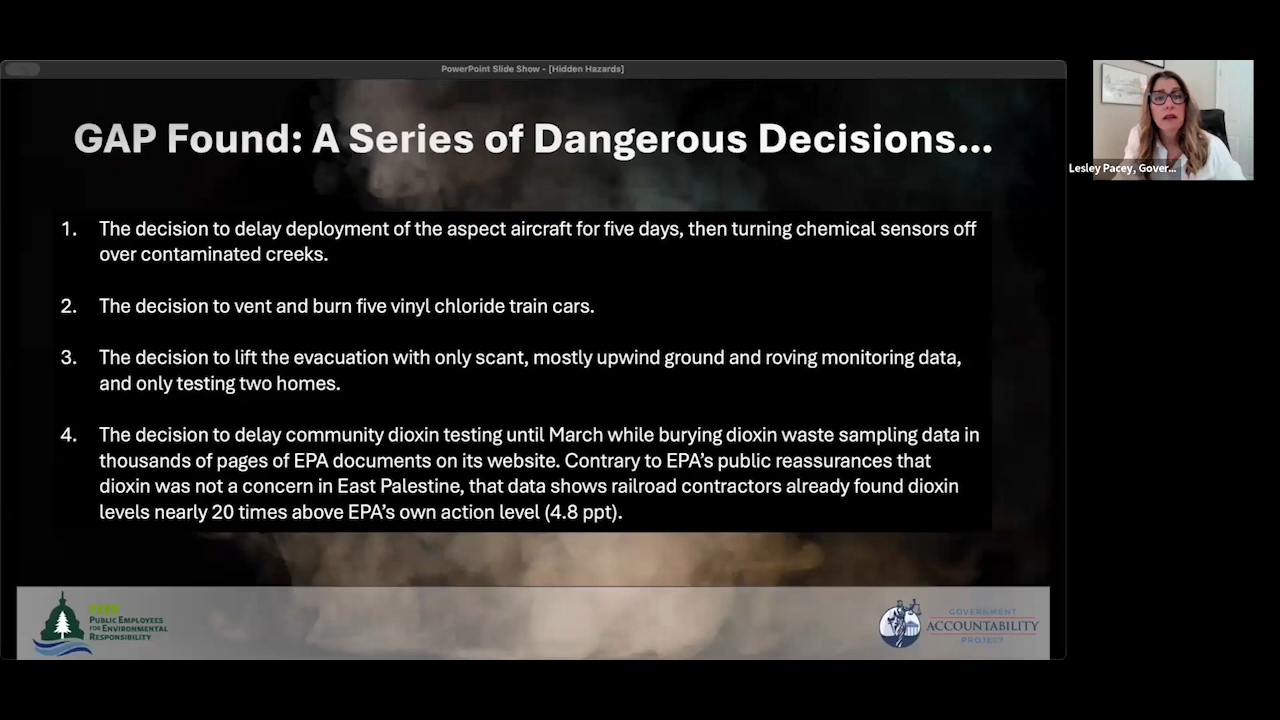 PowerPoint Slide Show - [Hidden Hazards]
GAP Found: A Series of Dangerous Decisions...
1. The decision to delay deployment of the aspect aircraft for five days, then turning chemical sensors off
over contaminated creeks.
2. The decision to vent and burn five vinyl chloride train cars.
3. The decision to lift the evacuation with only scant, mostly upwind ground and roving monitoring data,
and only testing two homes.
4. The decision to delay community dioxin testing until March while burying dioxin waste sampling data in
thousands of pages of EPA documents on its website. Contrary to EPA’s public reassurances that
dioxin was not a concern in East Palestine, that data shows railroad contractors already found dioxin
levels nearly 20 times above EPA’s own action level (4.8 ppt).
Lesley Pacey, Gover...
PEER
PUBLIC EMPLOYEES
FOR ENVIRONMENTAL
RESPONSIBILITY
GOVERNMENT
ACCOUNTABILITY
PROJECT